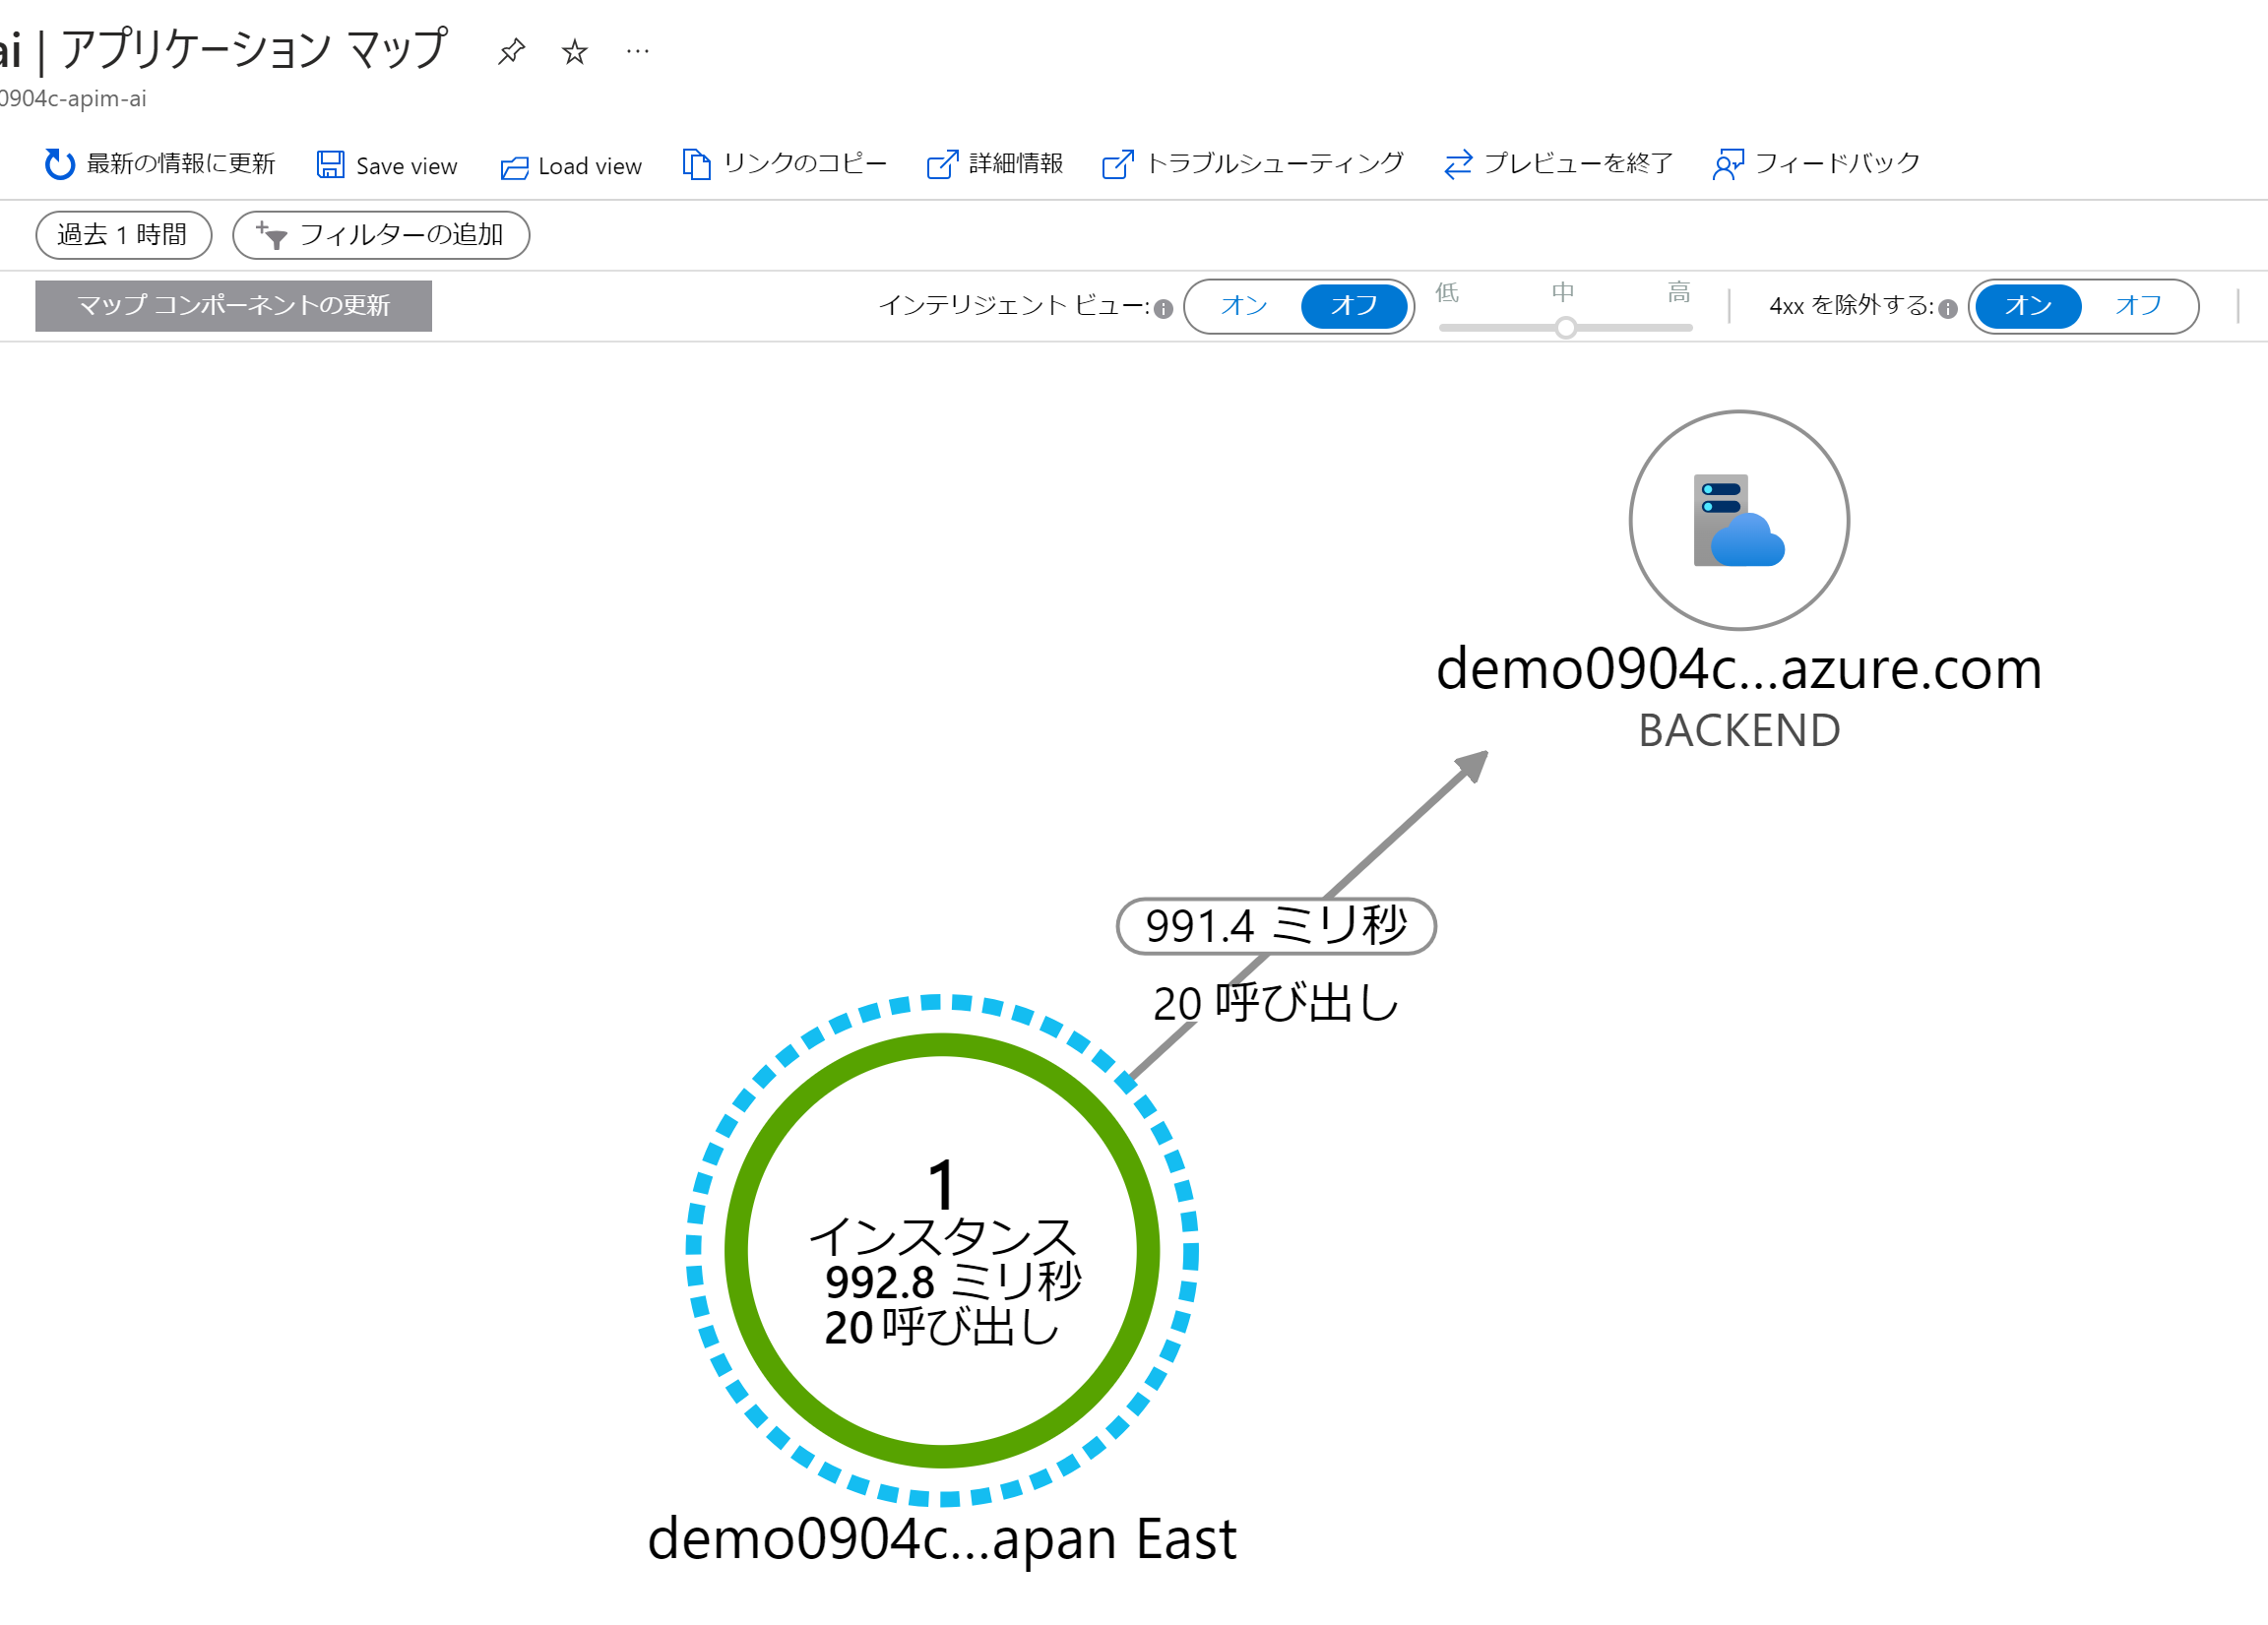 ai | アプリケーション マップ
0904c-apim-ai
最新の情報に更新 Save view Load view リンクのコピー 詳細情報 トラブルシューティング プレビューを終了 フィードバック
過去 1 時間 フィルターの追加
マップ コンポーネントの更新 インテリジェント ビュー: オン オフ 低 中 高 4xx を除外する: オン オフ
demo0904c...azure.com
BACKEND
991.4 ミリ秒
20 呼び出し
1
インスタンス
992.8 ミリ秒
20 呼び出し
demo0904c...apan East